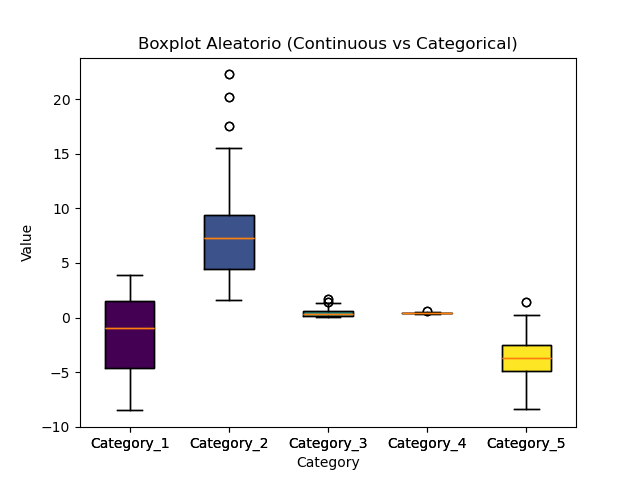 Boxplot Aleatorio (Continuous vs Categorical)
20
15
10
5
0
−5
−10
Value
Category_1 Category_2 Category_3 Category_4 Category_5
Category